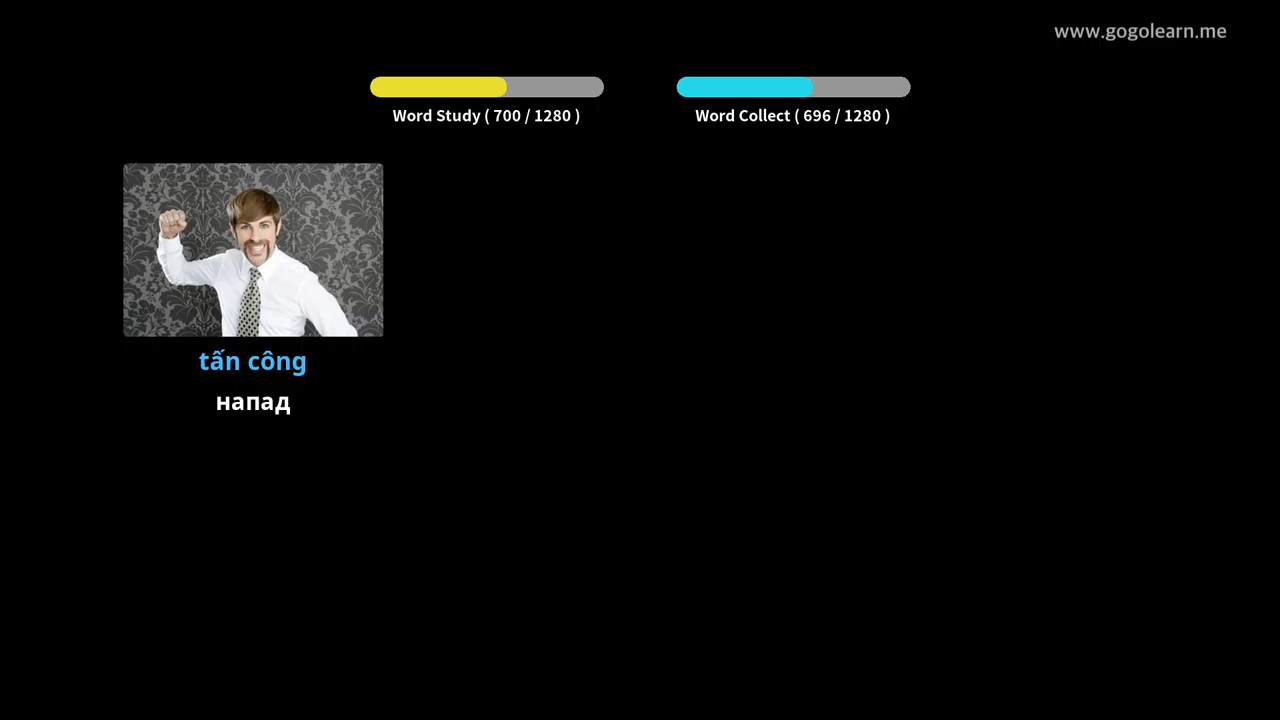 www.gogolearn.me
Word Study ( 700 / 1280 )
Word Collect ( 696 / 1280 )
tấn công
напад